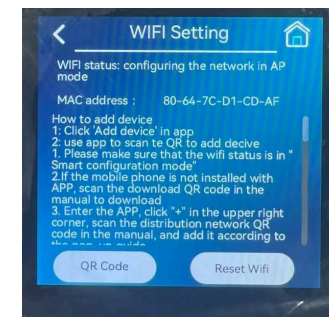 WIFI Setting
WIFI status: configuring the network in AP
mode
MAC address : 80-64-7C-D1-CD-AF
How to add device
1: Click 'Add device' in app
2: use app to scan te QR to add decive
1. Please make sure that the wifi status is in "
Smart configuration mode"
2.If the mobile phone is not installed with
APP, scan the download QR code in the
manual to download
3. Enter the APP, click "+" in the upper right
corner, scan the distribution network QR
code in the manual, and add it according to
the pop-up guide
QR Code
Reset Wifi